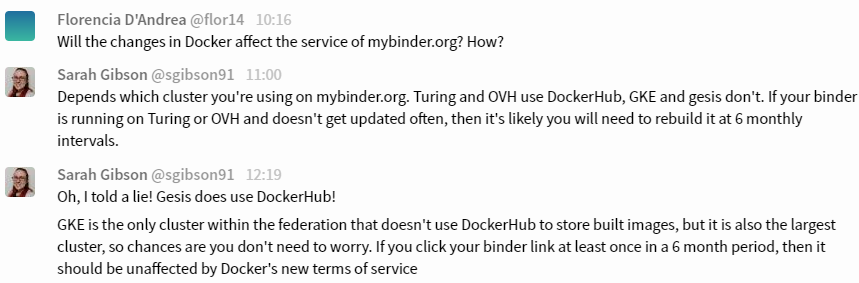 Florencia D'Andrea @flor14 10:16
Will the changes in Docker affect the service of mybinder.org? How?
Sarah Gibson @sgibson91 11:00
Depends which cluster you're using on mybinder.org. Turing and OVH use DockerHub, GKE and gesis don't. If your binder
is running on Turing or OVH and doesn't get updated often, then it's likely you will need to rebuild it at 6 monthly
intervals.
Sarah Gibson @sgibson91 12:19
Oh, I told a lie! Gesis does use DockerHub!
GKE is the only cluster within the federation that doesn't use DockerHub to store built images, but it is also the largest
cluster, so chances are you don't need to worry. If you click your binder link at least once in a 6 month period, then it
should be unaffected by Docker's new terms of service